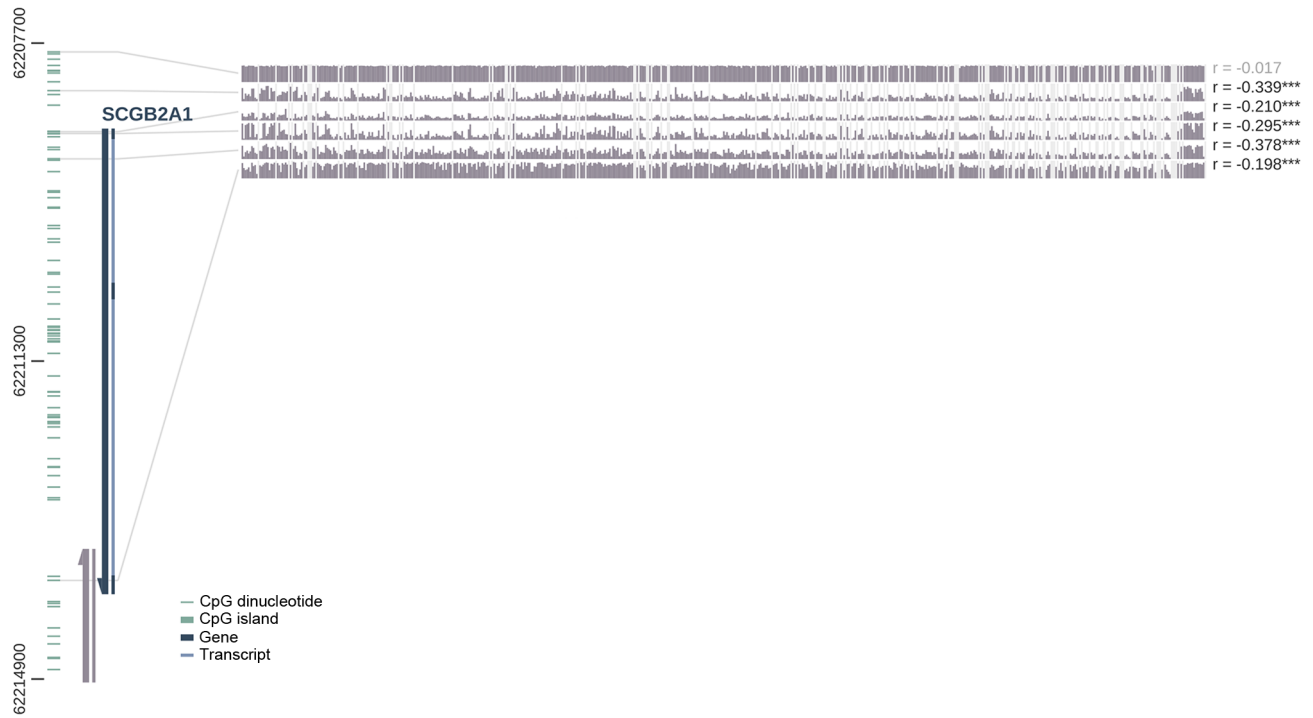 62207700
SCGB2A1
r = -0.017
r = -0.339***
r = -0.210***
r = -0.295***
r = -0.378***
r = -0.198***
62211300
CpG dinucleotide
CpG island
Gene
Transcript
62214900